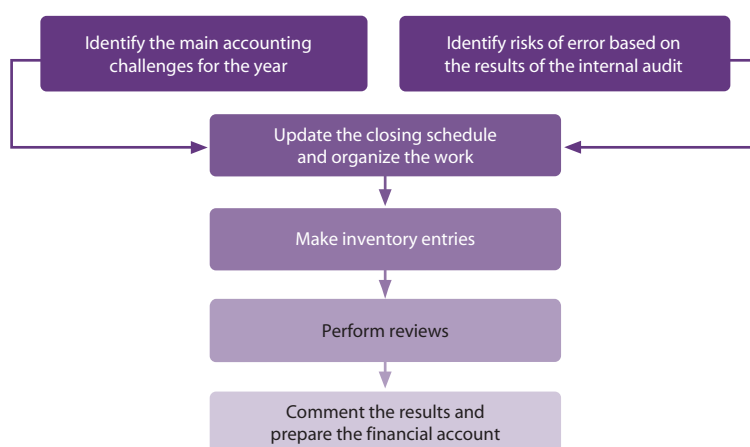 Identify the main accounting
challenges for the year
Identify risks of error based on
the results of the internal audit
Update the closing schedule
and organize the work
Make inventory entries
Perform reviews
Comment the results and
prepare the financial account